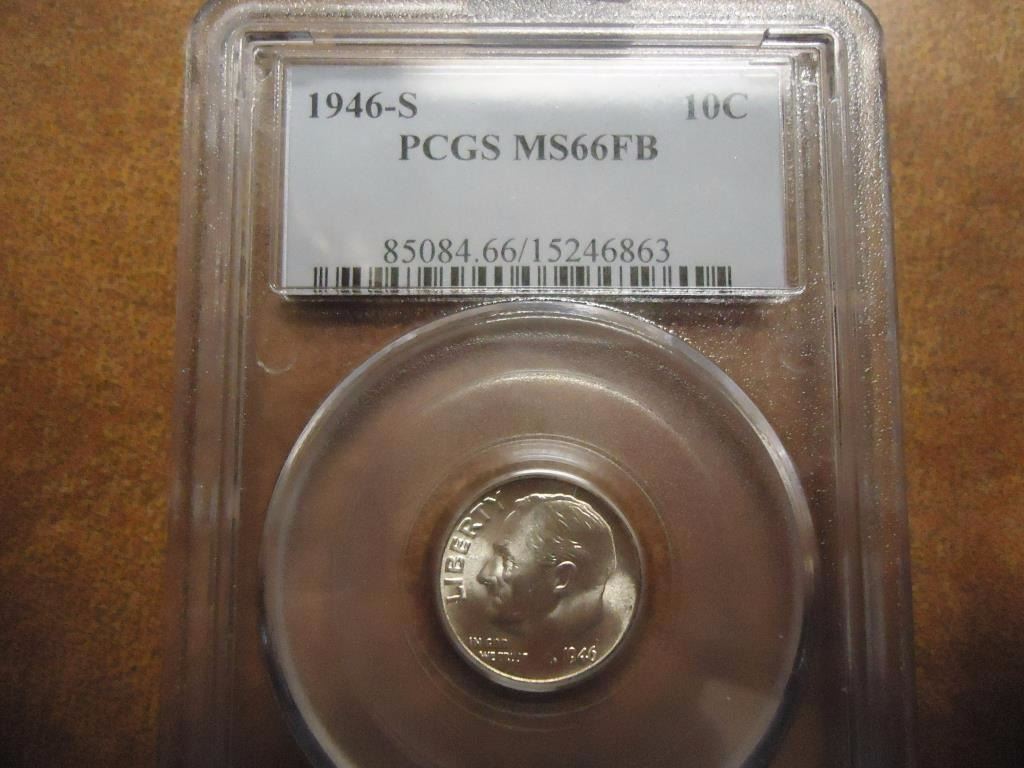 1946-S 10C
PCGS MS66FB
85084.66/15246863
LIBERTY
IN GOD
WE TRUST
1946